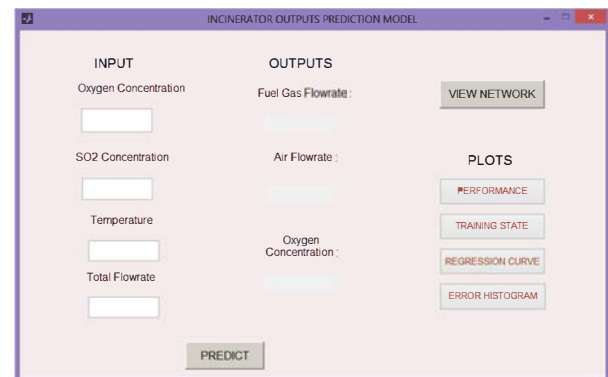 INCINERATOR OUTPUTS PREDICTION MODEL
INPUT
Oxygen Concentration
SO2 Concentration
Temperature
Total Flowrate
PREDICT
OUTPUTS
Fuel Gas Flowrate :
Air Flowrate :
Oxygen
Concentration :
VIEW NETWORK
PLOTS
PERFORMANCE
TRAINING STATE
REGRESSION CURVE
ERROR HISTOGRAM